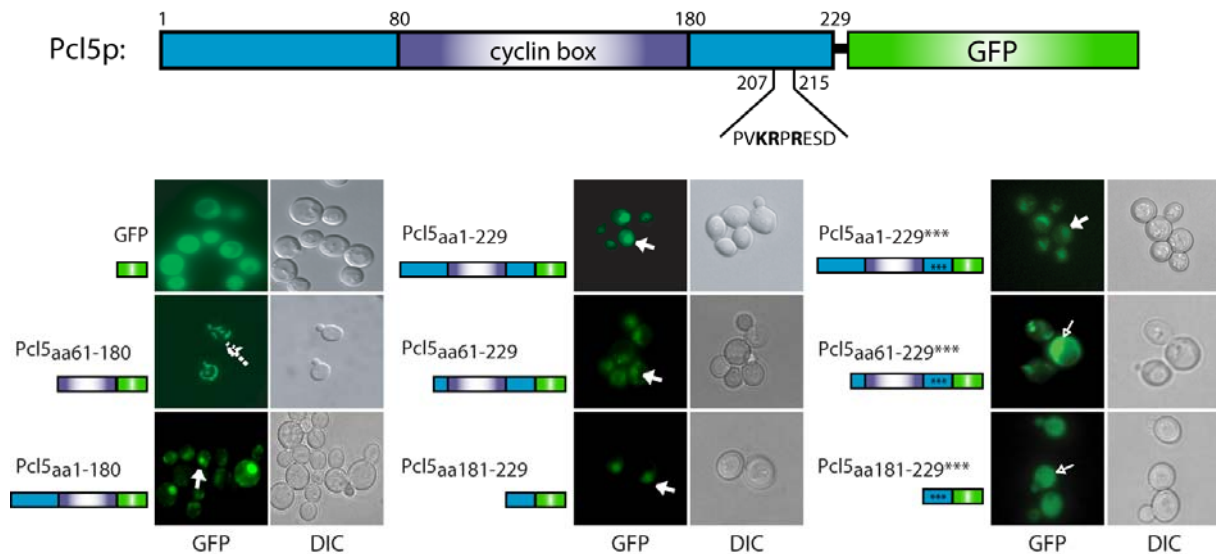 1 80 180 229
Pcl5p: cyclin box GFP
207 215
PVKRPRESD
GFP
Pcl5aa1-229
Pcl5aa1-229***
***
Pcl5aa61-180
Pcl5aa61-229
Pcl5aa61-229***
***
Pcl5aa1-180
Pcl5aa181-229
Pcl5aa181-229***
***
GFP DIC GFP DIC GFP DIC